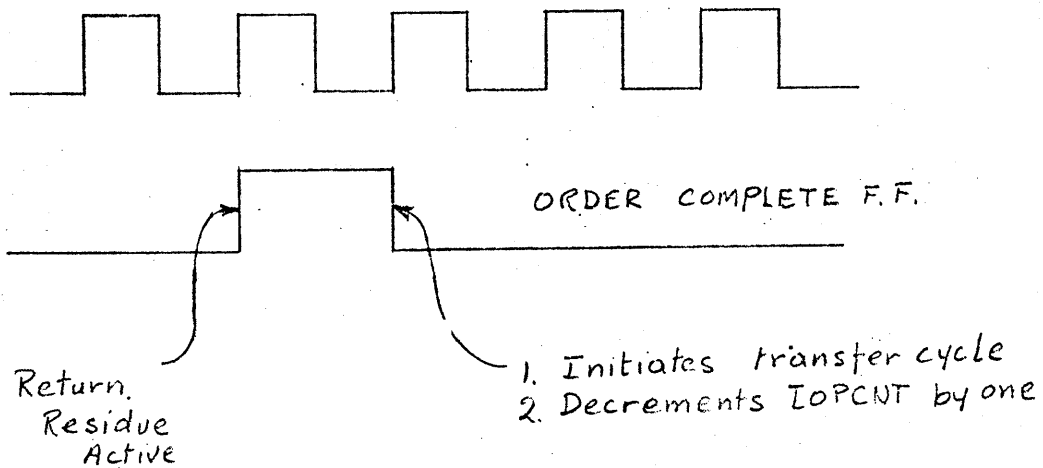 ORDER COMPLETE F.F.
Return.
Residue
Active
1. Initiates transfer cycle
2. Decrements IOPCNT by one